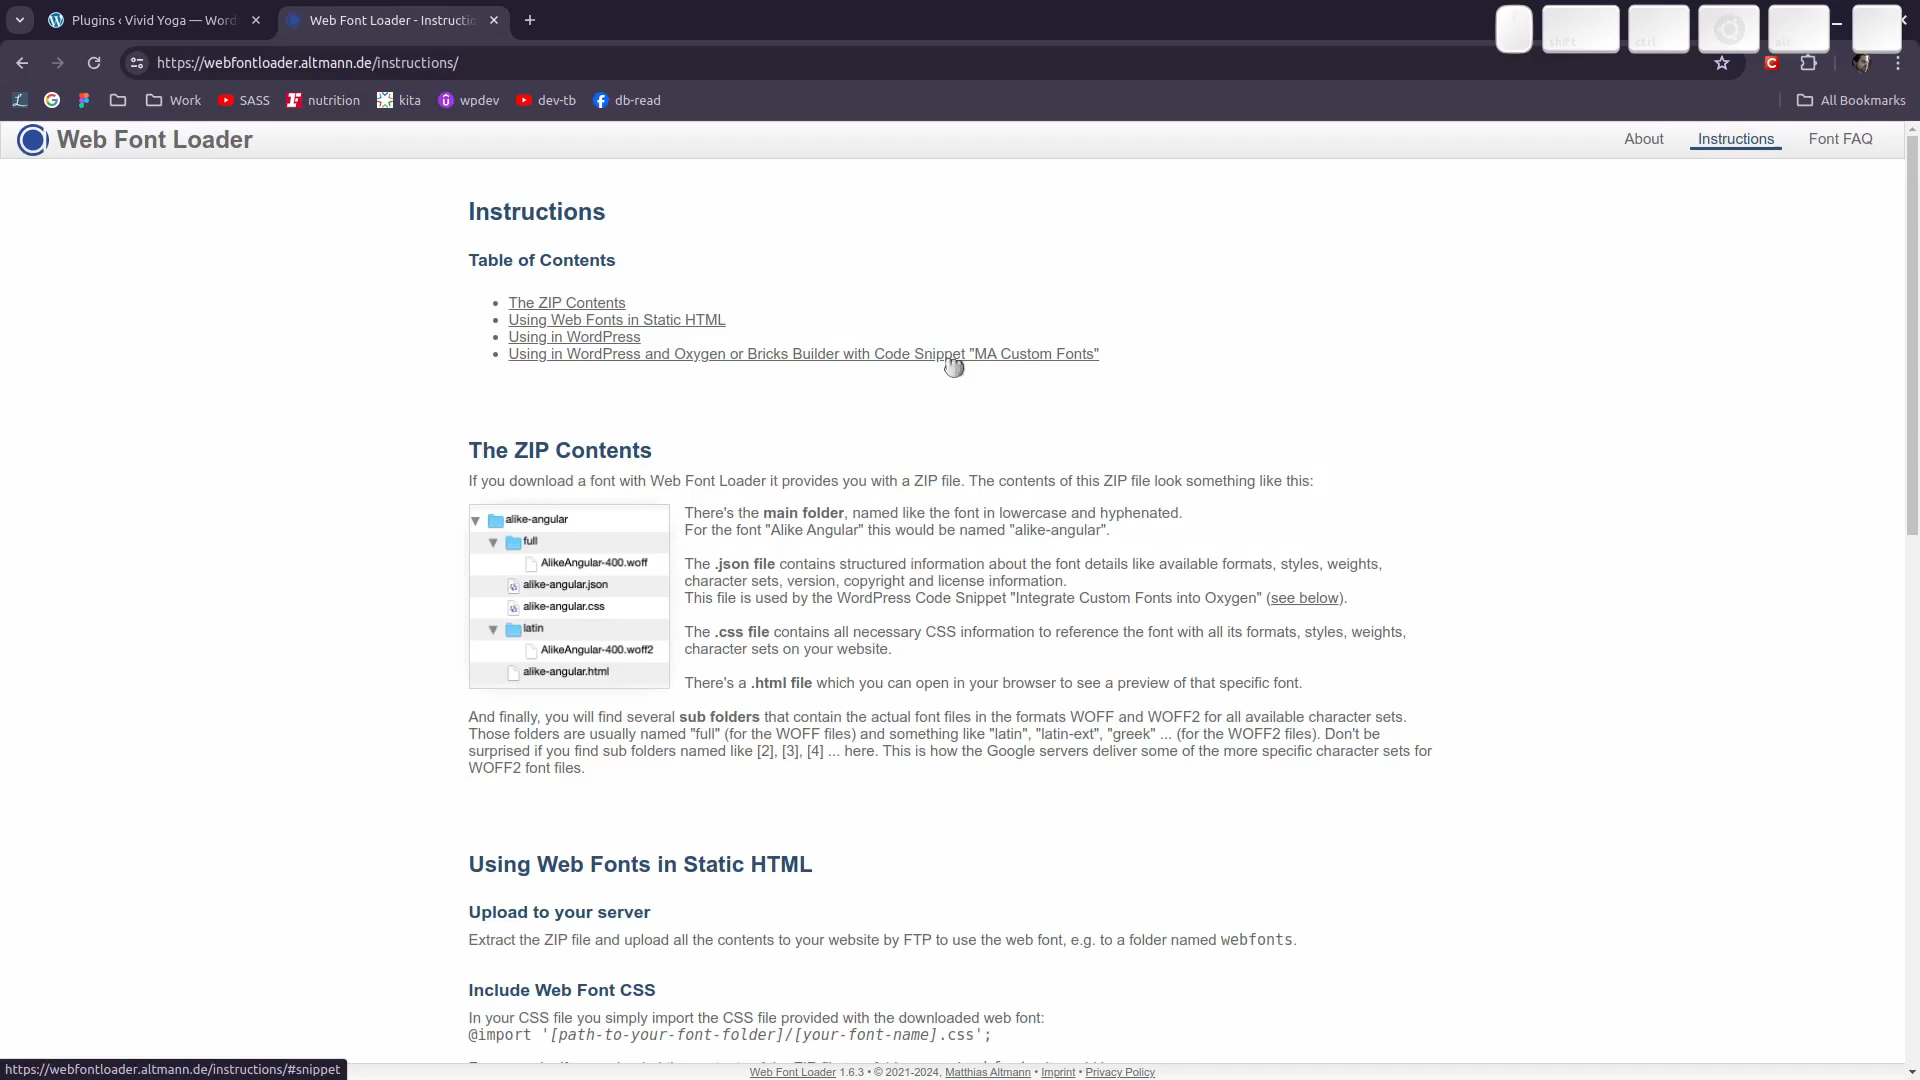 Plugins ‹ Vivid Yoga — Word
Web Font Loader - Instructio
shift
ctrl
alt
https://webfontloader.altmann.de/instructions/
Work
SASS
nutrition
kita
wpdev
dev-tb
db-read
All Bookmarks
Web Font Loader
About
Instructions
Font FAQ
Instructions
Table of Contents
The ZIP Contents
Using Web Fonts in Static HTML
Using in WordPress
Using in WordPress and Oxygen or Bricks Builder with Code Snippet "MA Custom Fonts"
The ZIP Contents
If you download a font with Web Font Loader it provides you with a ZIP file. The contents of this ZIP file look something like this:
alike-angular
full
AlikeAngular-400.woff
alike-angular.json
alike-angular.css
latin
AlikeAngular-400.woff2
alike-angular.html
There's the main folder, named like the font in lowercase and hyphenated.
For the font "Alike Angular" this would be named "alike-angular".
The .json file contains structured information about the font details like available formats, styles, weights,
character sets, version, copyright and license information.
This file is used by the WordPress Code Snippet "Integrate Custom Fonts into Oxygen" (see below).
The .css file contains all necessary CSS information to reference the font with all its formats, styles, weights,
character sets on your website.
There's a .html file which you can open in your browser to see a preview of that specific font.
And finally, you will find several sub folders that contain the actual font files in the formats WOFF and WOFF2 for all available character sets.
Those folders are usually named "full" (for the WOFF files) and something like "latin", "latin-ext", "greek" ... (for the WOFF2 files). Don't be
surprised if you find sub folders named like [2], [3], [4] ... here. This is how the Google servers deliver some of the more specific character sets for
WOFF2 font files.
Using Web Fonts in Static HTML
Upload to your server
Extract the ZIP file and upload all the contents to your website by FTP to use the web font, e.g. to a folder named webfonts.
Include Web Font CSS
In your CSS file you simply import the CSS file provided with the downloaded web font:
@import '[path-to-your-font-folder]/[your-font-name].css';
https://webfontloader.altmann.de/instructions/#snippet
Web Font Loader 1.6.3 • © 2021-2024, Matthias Altmann • Imprint • Privacy Policy